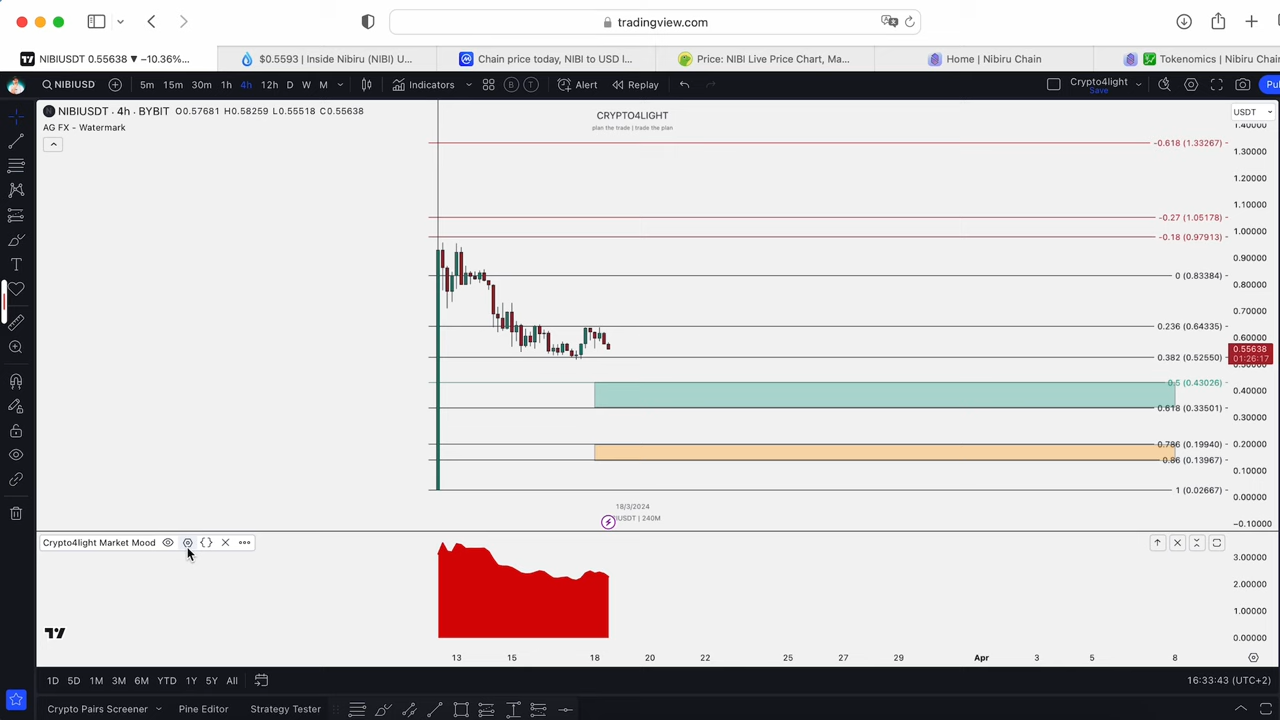 tradingview.com
NIBIUSDT 0.55638 ▼ −10.36%...
$0.5593 | Inside Nibiru (NIBI) U...
Chain price today, NIBI to USD l...
Price: NIBI Live Price Chart, Ma...
Home | Nibiru Chain
Tokenomics | Nibiru Chain
NIBIUSDT 5m 15m 30m 1h 4h 12h D W M Indicators Alert Replay Crypto4light Save
NIBIUSDT · 4h · BYBIT O0.57681 H0.58259 L0.55518 C0.55638
AG FX - Watermark
CRYPTO4LIGHT
plan the trade | trade the plan
USDT
1.40000
-0.618 (1.33267)
1.30000
1.20000
1.10000
-0.27 (1.05178)
1.00000
-0.18 (0.97913)
0.90000
0 (0.83384)
0.80000
0.70000
0.236 (0.64335)
0.60000
0.55638
01:26:17
0.382 (0.52550)
0.5 (0.43026)
0.40000
0.618 (0.33501)
0.30000
0.786 (0.19940)
0.20000
0.86 (0.13967)
0.10000
1 (0.02667)
0.00000
-0.10000
18/3/2024
USDT | 240M
Crypto4light Market Mood
3.00000
2.00000
1.00000
0.00000
13 15 18 20 22 25 27 29 Apr 3 5 8
1D 5D 1M 3M 6M YTD 1Y 5Y All
16:33:43 (UTC+2)
Crypto Pairs Screener Pine Editor Strategy Tester